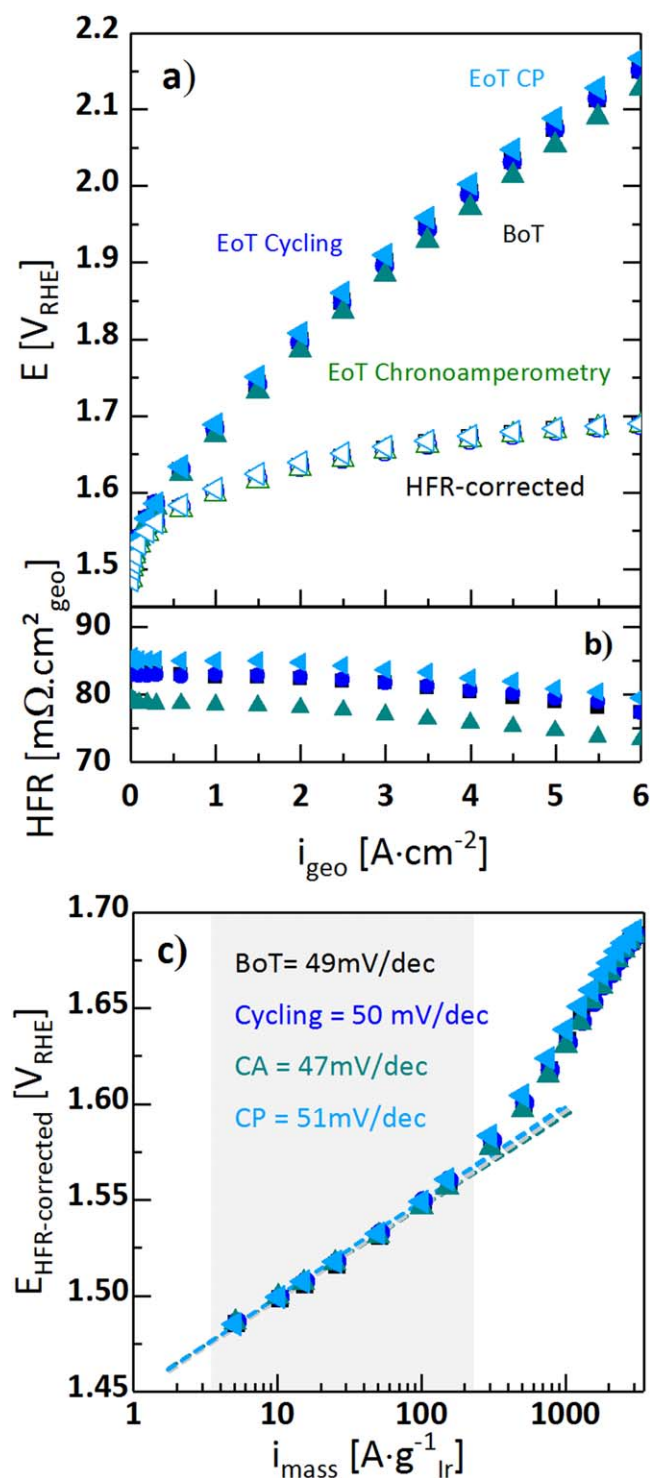 a)
EoT CP
EoT Cycling
BoT
EoT Chronoamperometry
HFR-corrected
E [V_RHE]
2.2
2.1
2.0
1.9
1.8
1.7
1.6
1.5
b)
HFR [mΩ.cm²_geo]
90
80
70
0 1 2 3 4 5 6
i_geo [A·cm⁻²]
c)
BoT= 49mV/dec
Cycling = 50 mV/dec
CA = 47mV/dec
CP = 51mV/dec
E_HFR-corrected [V_RHE]
1.70
1.65
1.60
1.55
1.50
1.45
1 10 100 1000
i_mass [A·g⁻¹_Ir]